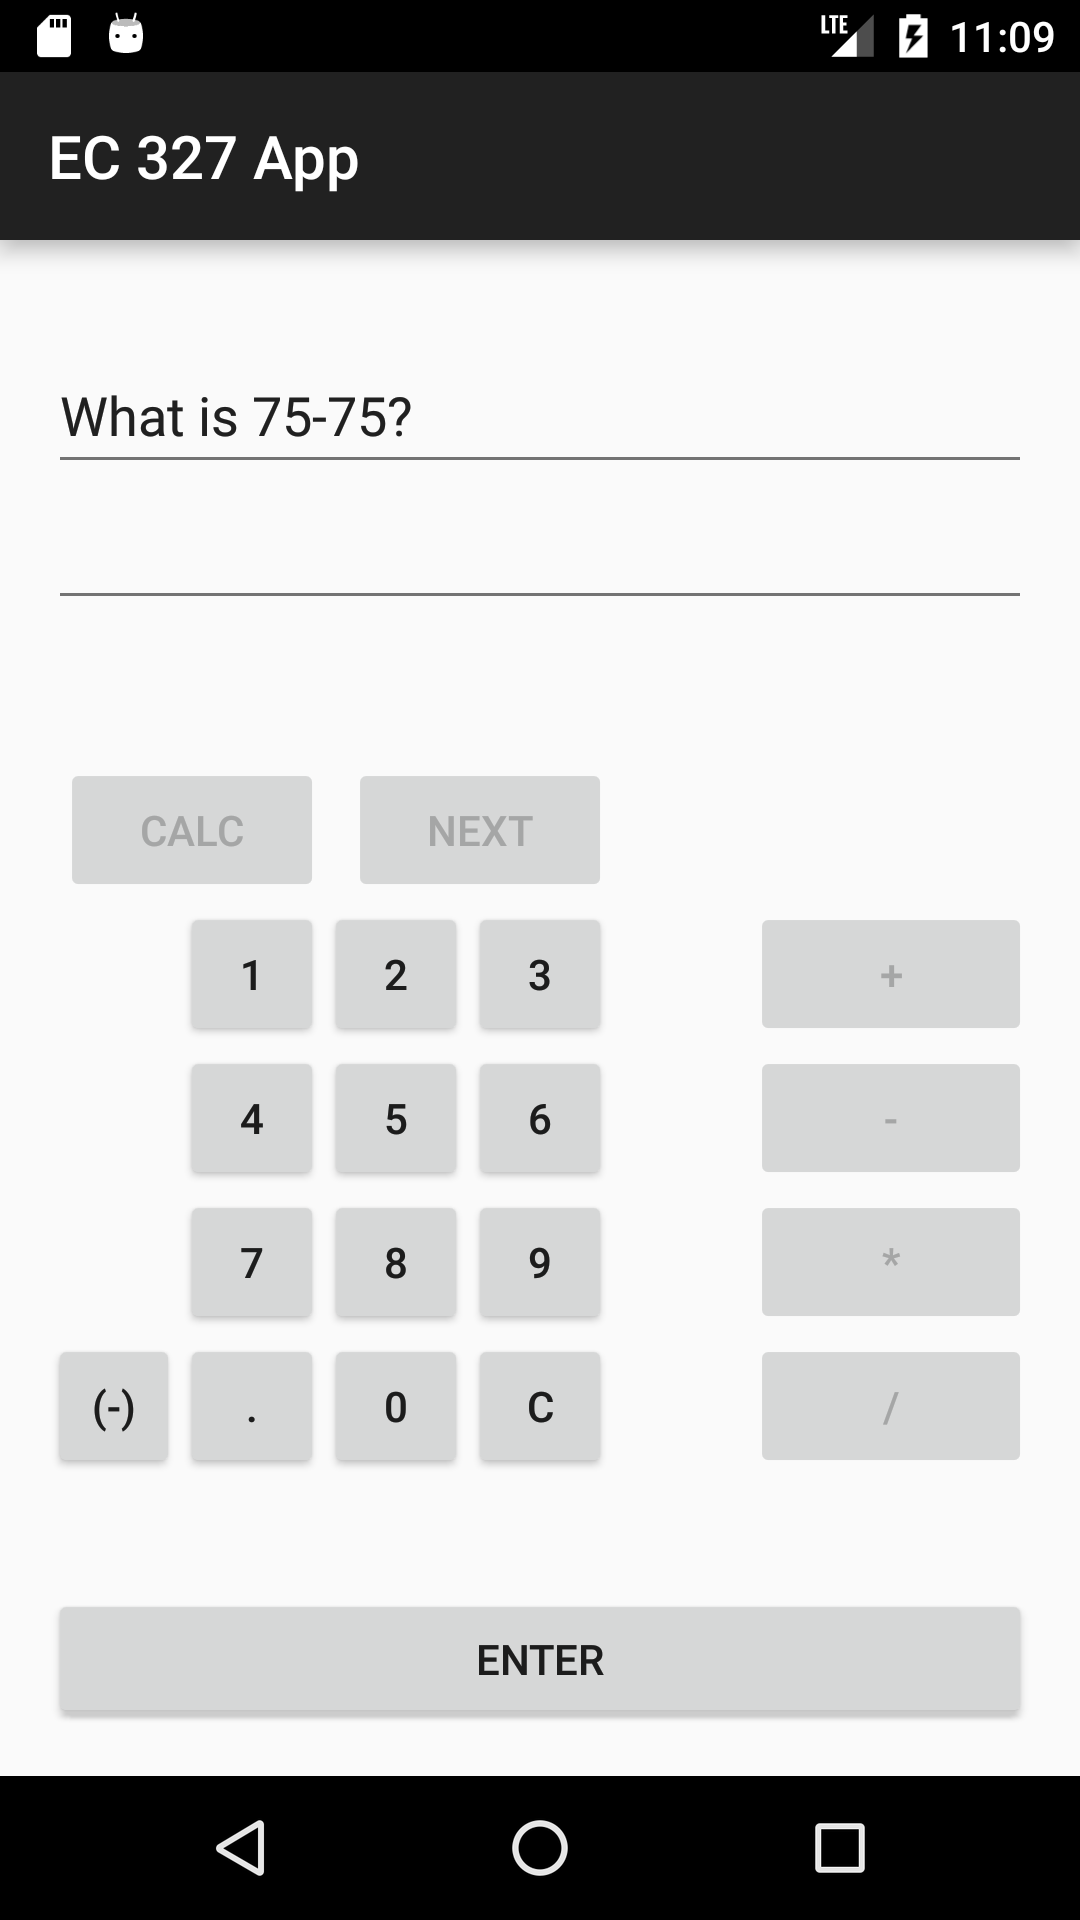 LTE 11:09
EC 327 App
What is 75-75?
CALC NEXT
1 2 3 +
4 5 6 -
7 8 9 *
(-) . 0 C /
ENTER